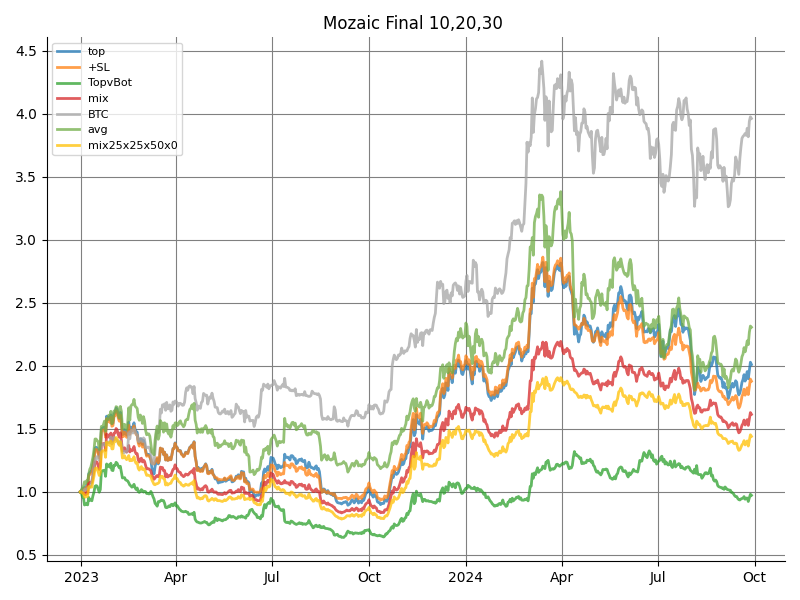 Mozaic Final 10,20,30
top
+SL
TopvBot
mix
BTC
avg
mix25x25x50x0
4.5
4.0
3.5
3.0
2.5
2.0
1.5
1.0
0.5
2023 Apr Jul Oct 2024 Apr Jul Oct